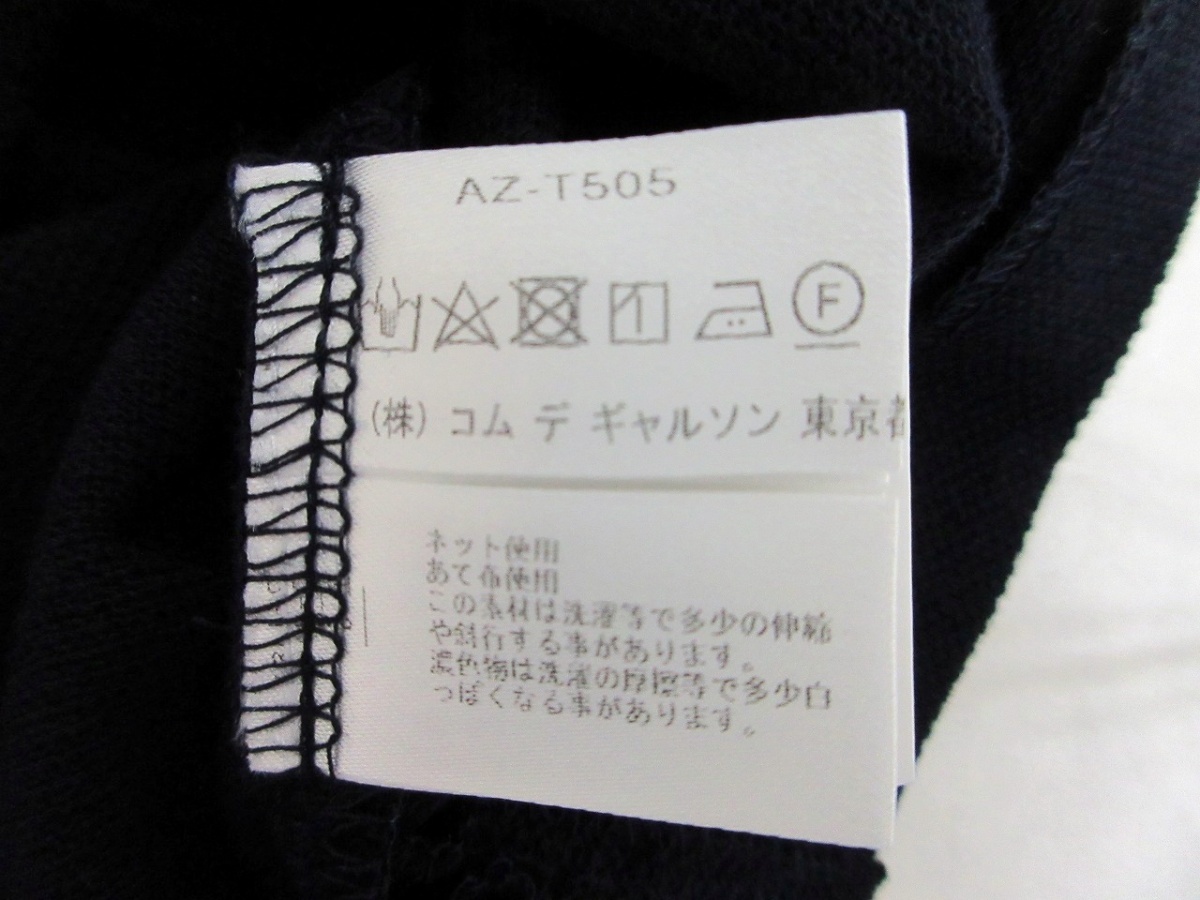 AZ-T505
F
(株) コム デ ギャルソン 東京都
ネット使用
あて布使用
この素材は洗濯等で多少の伸縮
や斜行する事があります。
濃色物は洗濯の摩擦等で多少白
っぽくなる事があります。